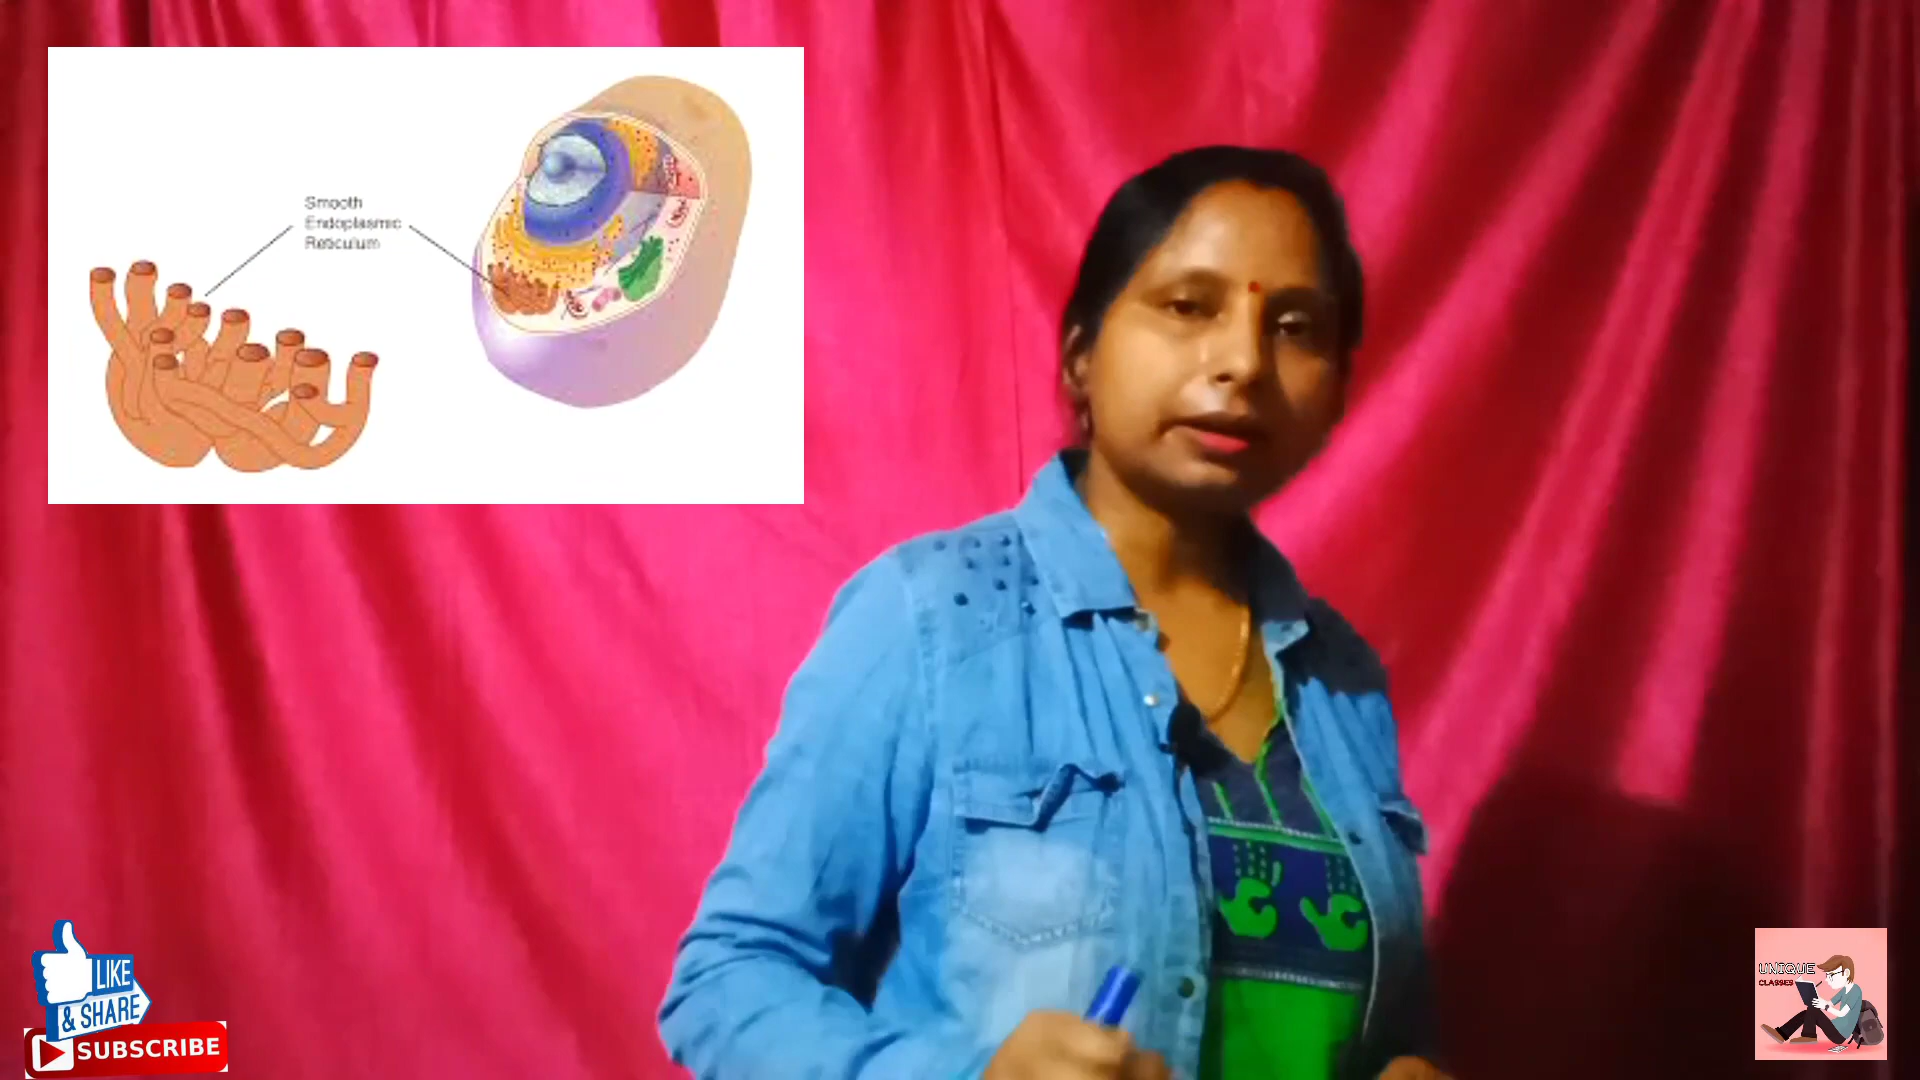 Smooth
Endoplasmic
Reticulum
LIKE
& SHARE
SUBSCRIBE
UNIQUE
CLASSES